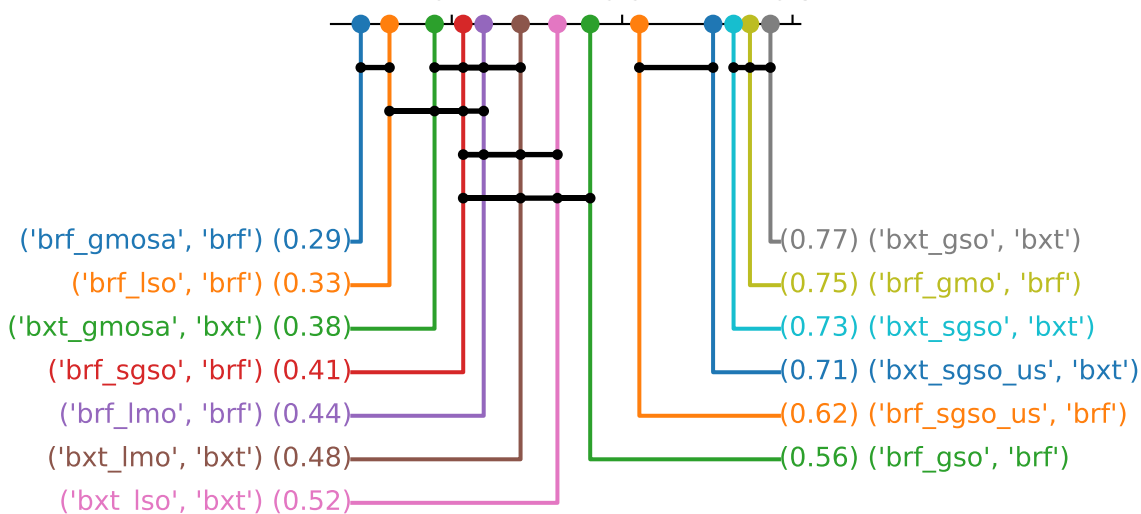 ('brf_gmosa', 'brf') (0.29)
('brf_lso', 'brf') (0.33)
('bxt_gmosa', 'bxt') (0.38)
('brf_sgso', 'brf') (0.41)
('brf_lmo', 'brf') (0.44)
('bxt_lmo', 'bxt') (0.48)
('bxt_lso', 'bxt') (0.52)
(0.77) ('bxt_gso', 'bxt')
(0.75) ('brf_gmo', 'brf')
(0.73) ('bxt_sgso', 'bxt')
(0.71) ('bxt_sgso_us', 'bxt')
(0.62) ('brf_sgso_us', 'brf')
(0.56) ('brf_gso', 'brf')